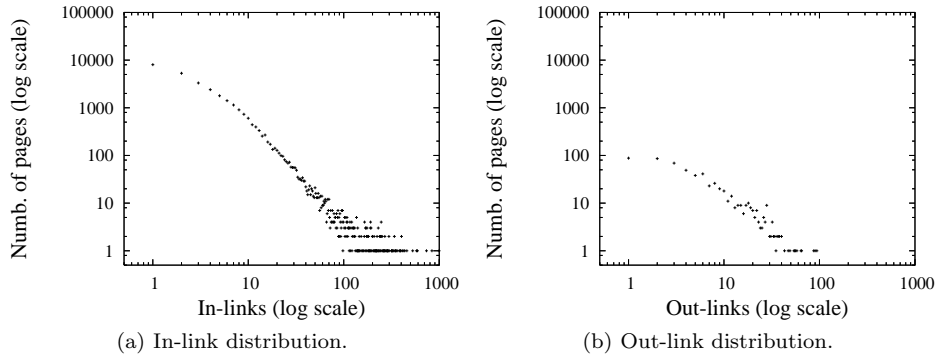 100000
10000
1000
100
10
1
1 10 100 1000
Numb. of pages (log scale)
In-links (log scale)
(a) In-link distribution.
100000
10000
1000
100
10
1
1 10 100 1000
Numb. of pages (log scale)
Out-links (log scale)
(b) Out-link distribution.